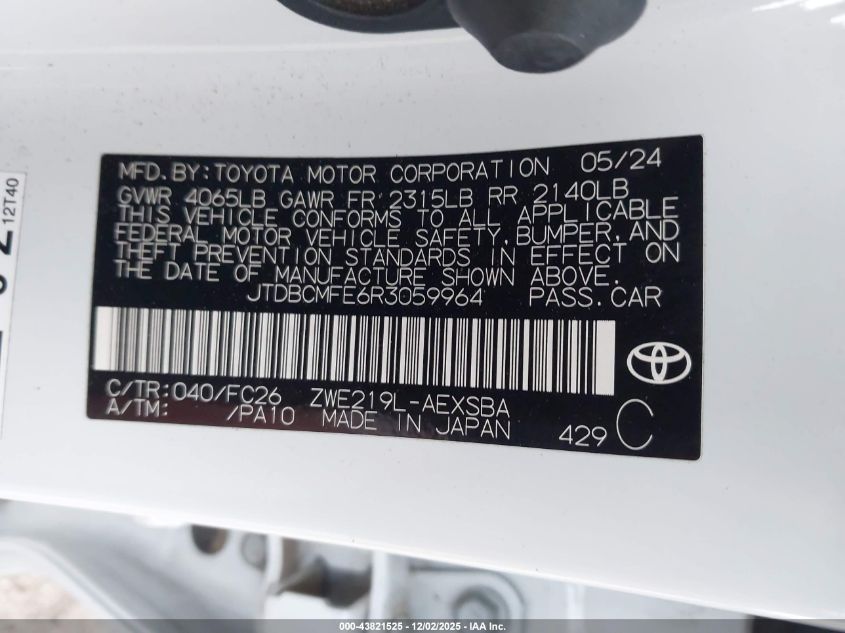 MFD. BY: TOYOTA MOTOR CORPORATION 05/24
GVWR 4065LB GAWR FR 2315LB RR 2140LB
THIS VEHICLE CONFORMS TO ALL APPLICABLE
FEDERAL MOTOR VEHICLE SAFETY, BUMPER, AND
THEFT PREVENTION STANDARDS IN EFFECT ON
THE DATE OF MANUFACTURE SHOWN ABOVE.
JTDBCMFE6R3059964 PASS. CAR
C/TR: 040/FC26 ZWE219L-AEXSBA
A/TM: /PA10 MADE IN JAPAN 429 C
12T40
000-43821525 - 12/02/2025 - IAA Inc.